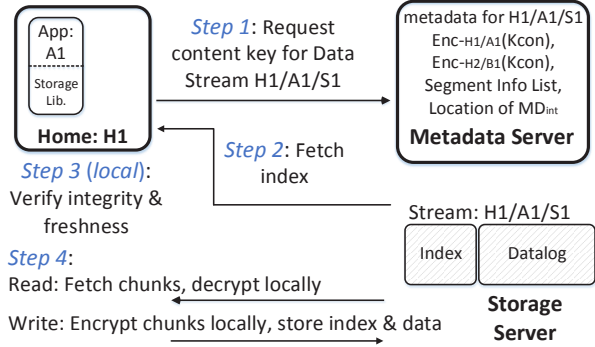 App:
A1
Storage
Lib.
Home: H1
Step 1: Request
content key for Data
Stream H1/A1/S1
metadata for H1/A1/S1
Enc-H1/A1(Kcon),
Enc-H2/B1(Kcon),
Segment Info List,
Location of MDint
Metadata Server
Step 2: Fetch
index
Step 3 (local):
Verify integrity &
freshness
Stream: H1/A1/S1
Index
Datalog
Storage
Server
Step 4:
Read: Fetch chunks, decrypt locally
Write: Encrypt chunks locally, store index & data